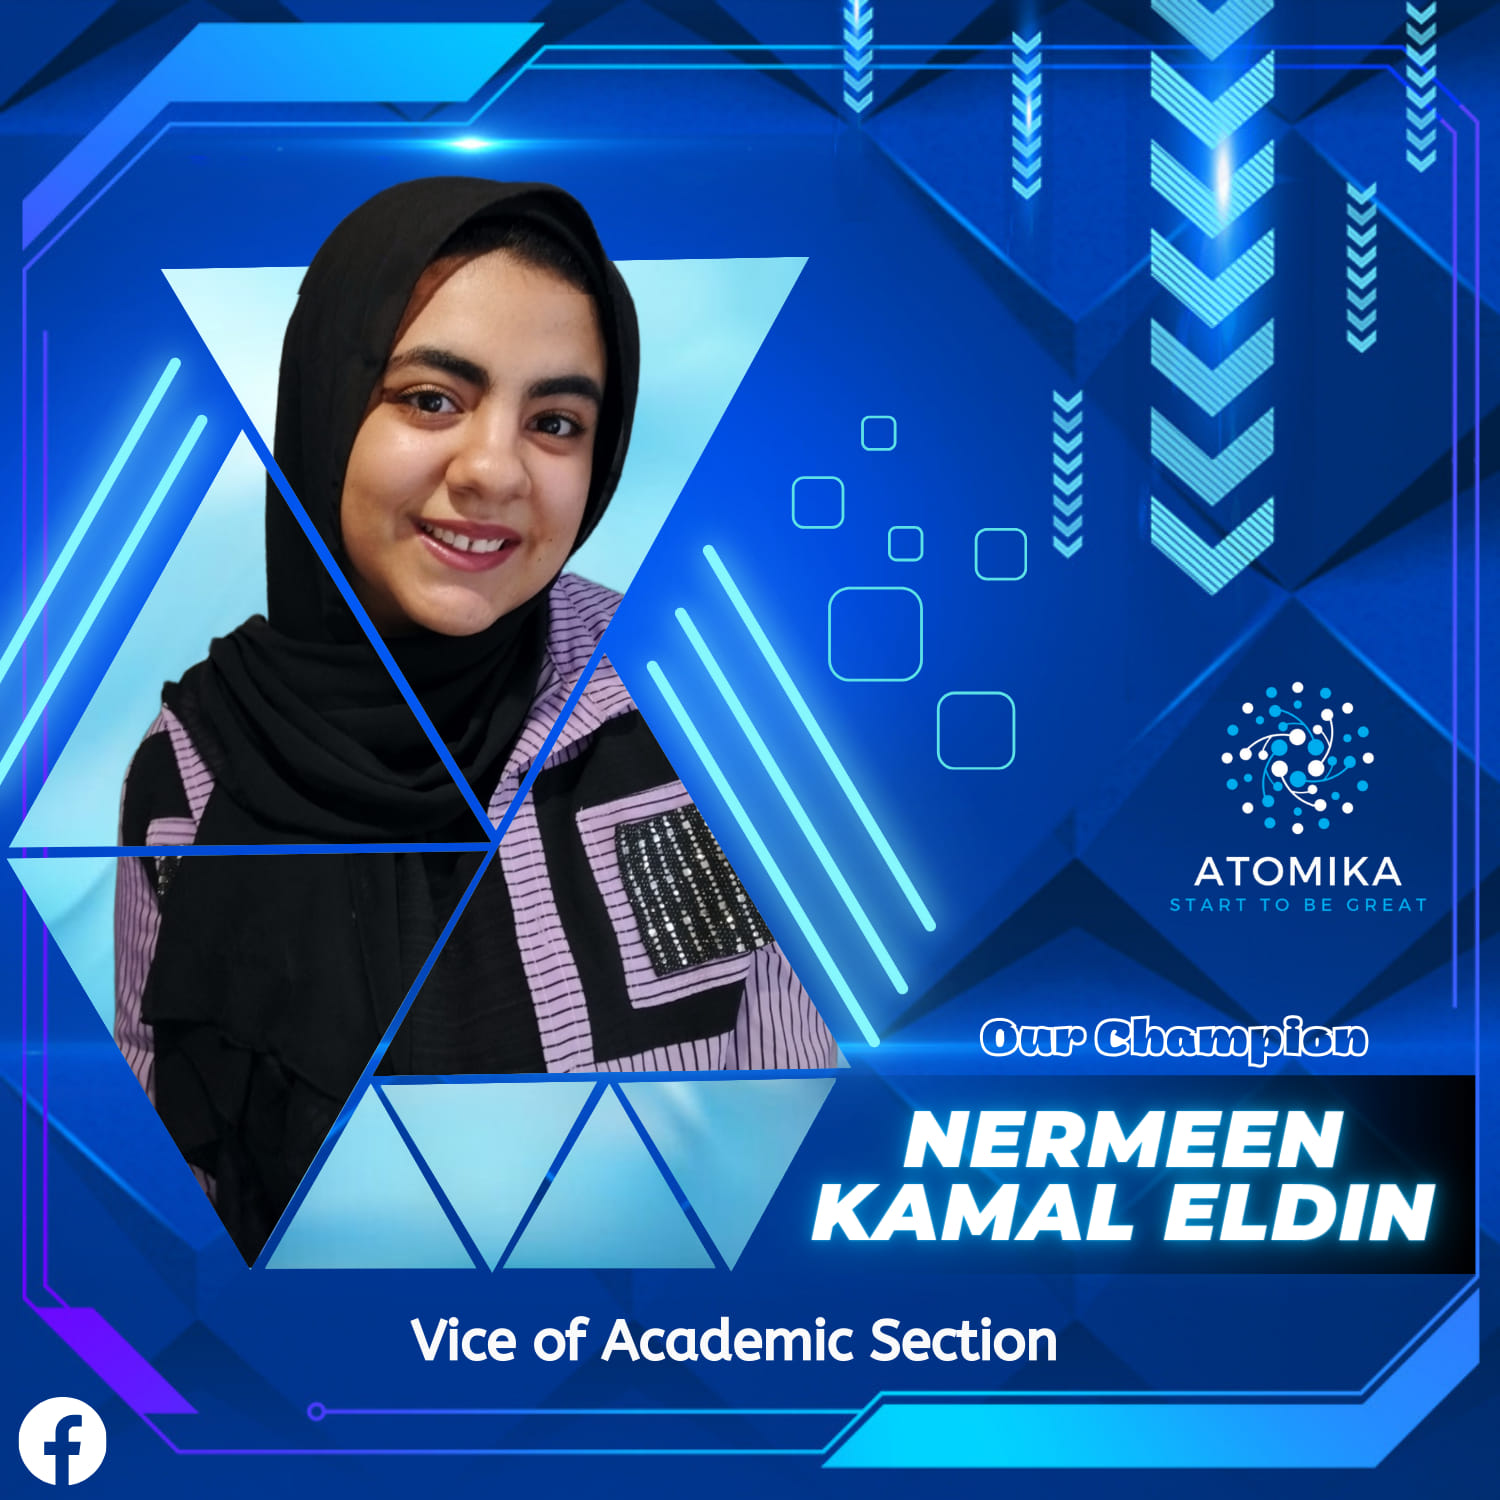 ATOMIKA
START TO BE GREAT
Our Champion
NERMEEN
KAMAL ELDIN
Vice of Academic Section